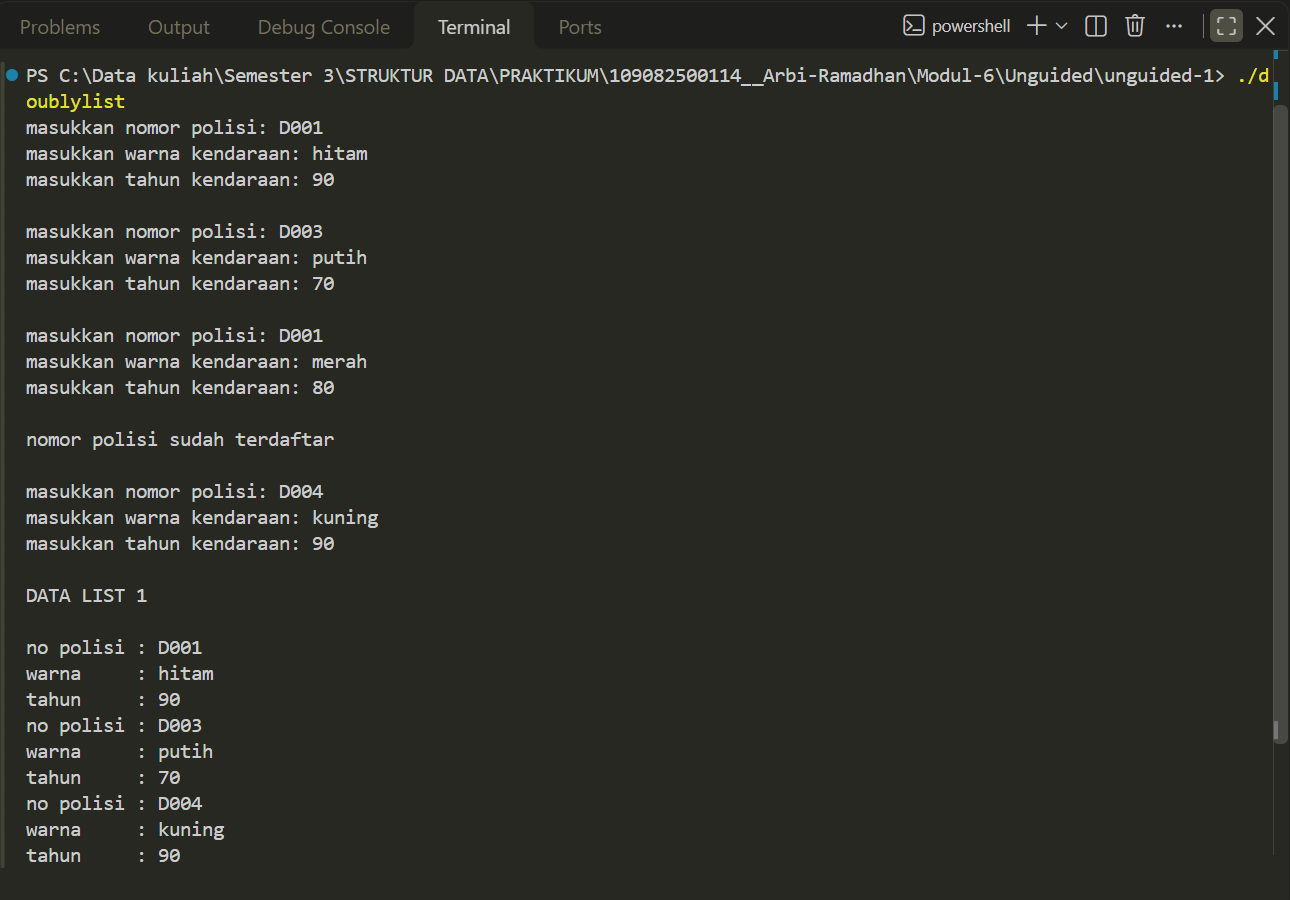 Problems Output Debug Console Terminal Ports powershell
PS C:\Data kuliah\Semester 3\STRUKTUR DATA\PRAKTIKUM\109082500114__Arbi-Ramadhan\Modul-6\Unguided\unguided-1> ./d
oublylist
masukkan nomor polisi: D001
masukkan warna kendaraan: hitam
masukkan tahun kendaraan: 90
masukkan nomor polisi: D003
masukkan warna kendaraan: putih
masukkan tahun kendaraan: 70
masukkan nomor polisi: D001
masukkan warna kendaraan: merah
masukkan tahun kendaraan: 80
nomor polisi sudah terdaftar
masukkan nomor polisi: D004
masukkan warna kendaraan: kuning
masukkan tahun kendaraan: 90
DATA LIST 1
no polisi : D001
warna     : hitam
tahun     : 90
no polisi : D003
warna     : putih
tahun     : 70
no polisi : D004
warna     : kuning
tahun     : 90